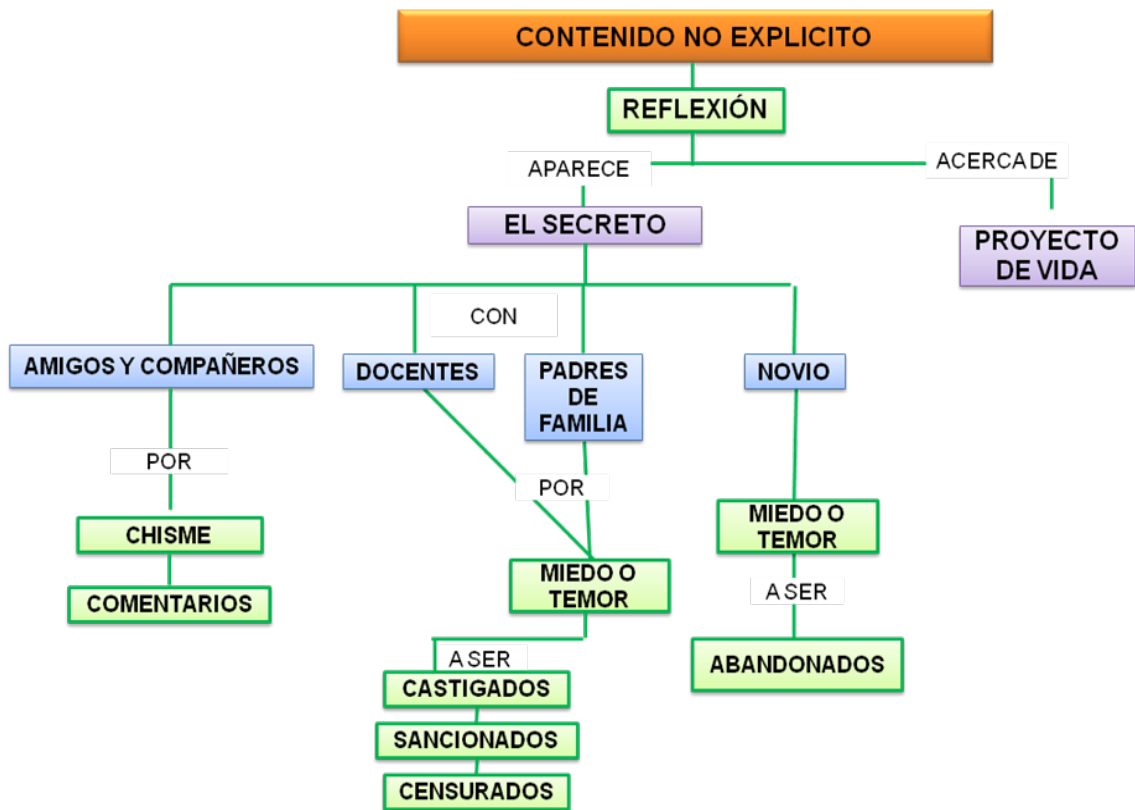 CONTENIDO NO EXPLICITO
REFLEXIÓN
APARECE
ACERCA DE
EL SECRETO
PROYECTO
DE VIDA
CON
AMIGOS Y COMPAÑEROS
DOCENTES
PADRES
DE
FAMILIA
NOVIO
POR
POR
CHISME
COMENTARIOS
MIEDO O
TEMOR
MIEDO O
TEMOR
A SER
ABANDONADOS
A SER
CASTIGADOS
SANCIONADOS
CENSURADOS